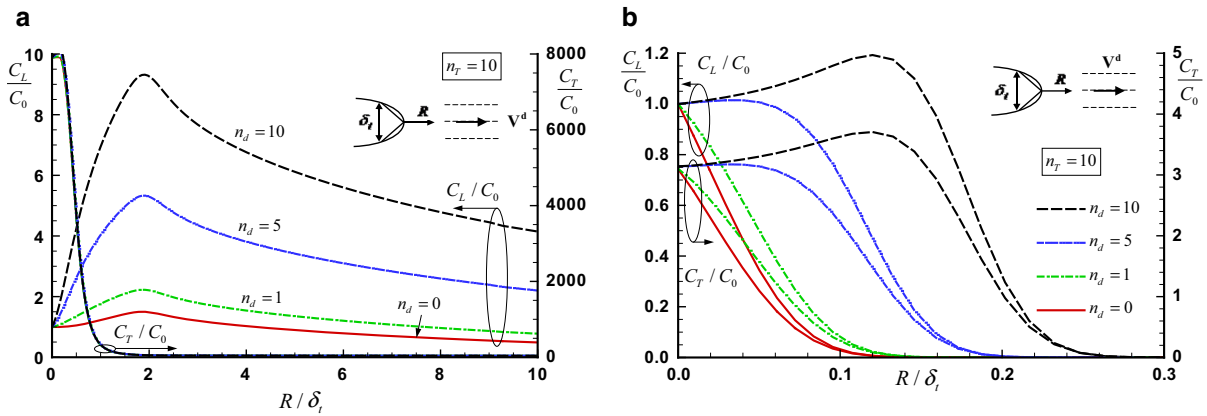 a
10
8
6
4
2
0
C_L / C_0
n_T = 10
8000
6000
4000
2000
0
C_T / C_0
δ_t
R
V^d
n_d = 10
n_d = 5
n_d = 1
n_d = 0
C_L / C_0
C_T / C_0
0 2 4 6 8 10
R / δ_t
b
1.2
1.0
0.8
0.6
0.4
0.2
0.0
C_L / C_0
C_L / C_0
C_T / C_0
δ_t
R
V^d
5
4
3
2
1
0
C_T / C_0
n_T = 10
n_d = 10
n_d = 5
n_d = 1
n_d = 0
0.0 0.1 0.2 0.3
R / δ_t